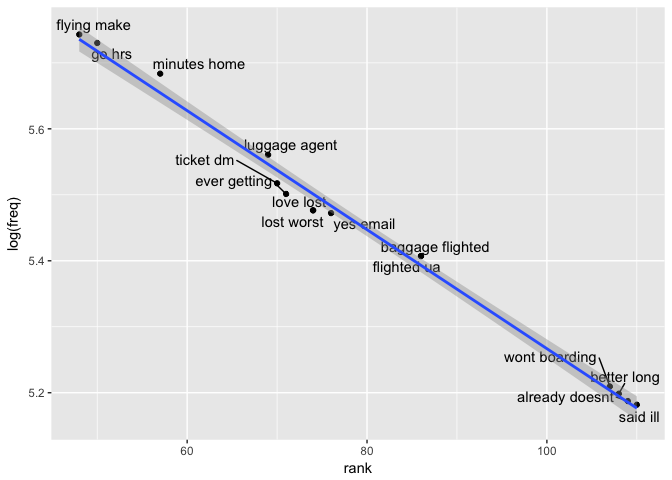 flying make
go hrs
minutes home
luggage agent
ticket dm
ever getting
love lost
lost worst
yes email
baggage flighted
flighted ua
wont boarding
better long
already doesnt
said ill
log(freq)
5.6
5.4
5.2
60
80
100
rank